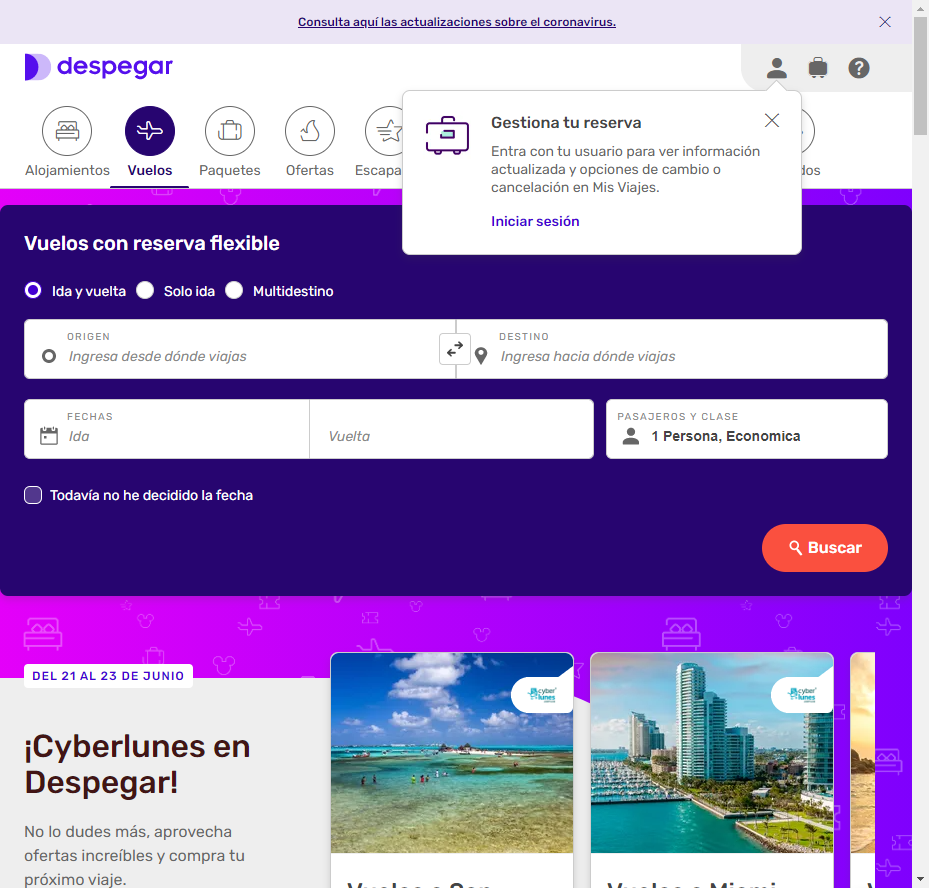 Consulta aquí las actualizaciones sobre el coronavirus.
despegar
Alojamientos
Vuelos
Paquetes
Ofertas
Escapa
Gestiona tu reserva
Entra con tu usuario para ver información
actualizada y opciones de cambio o
cancelación en Mis Viajes.
Iniciar sesión
Vuelos con reserva flexible
Ida y vuelta
Solo ida
Multidestino
ORIGEN
Ingresa desde dónde viajas
DESTINO
Ingresa hacia dónde viajas
FECHAS
Ida
Vuelta
PASAJEROS Y CLASE
1 Persona, Economica
Todavía no he decidido la fecha
Buscar
DEL 21 AL 23 DE JUNIO
¡Cyberlunes en
Despegar!
No lo dudes más, aprovecha
ofertas increíbles y compra tu
próximo viaje.
cyber
lunes
cyber
lunes
Vuelos a San
Vuelos a Miami